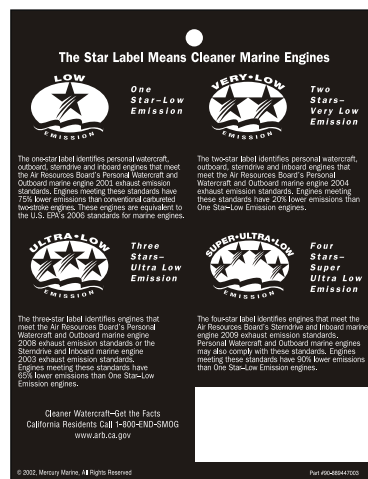 The Star Label Means Cleaner Marine Engines
LOW
EMISSION
One
Star–Low
Emission
The one-star label identifies personal watercraft,
outboard, sterndrive and inboard engines that meet
the Air Resources Board's Personal Watercraft and
Outboard marine engine 2001 exhaust emission
standards. Engines meeting these standards have
75% lower emissions than conventional carbureted
two-stroke engines. These engines are equivalent to
the U.S. EPA's 2006 standards for marine engines.
VERY•LOW
EMISSION
Two
Stars–
Very Low
Emission
The two-star label identifies personal watercraft,
outboard, sterndrive and inboard engines that
meet the Air Resources Board's Personal
Watercraft and Outboard marine engine 2004
exhaust emission standards. Engines meeting
these standards have 20% lower emissions than
One Star–Low Emission engines.
ULTRA•LOW
EMISSION
Three
Stars–
Ultra Low
Emission
The three-star label identifies engines that
meet the Air Resources Board's Personal
Watercraft and Outboard marine engine
2008 exhaust emission standards or the
Sterndrive and Inboard marine engine
2003 exhaust emission standards.
Engines meeting these standards have
65% lower emissions than One Star–Low
Emission engines.
SUPER•ULTRA•LOW
EMISSION
Four
Stars–
Super
Ultra Low
Emission
The four-star label identifies engines that meet the
Air Resources Board's Sterndrive and Inboard marine
engine 2009 exhaust emission standards.
Personal Watercraft and Outboard marine engines
may also comply with these standards. Engines
meeting these standards have 90% lower emissions
than One Star–Low Emission engines.
Cleaner Watercraft–Get the Facts
California Residents Call 1-800-END-SMOG
www.arb.ca.gov
© 2002, Mercury Marine, All Rights Reserved
Part #90-889447003